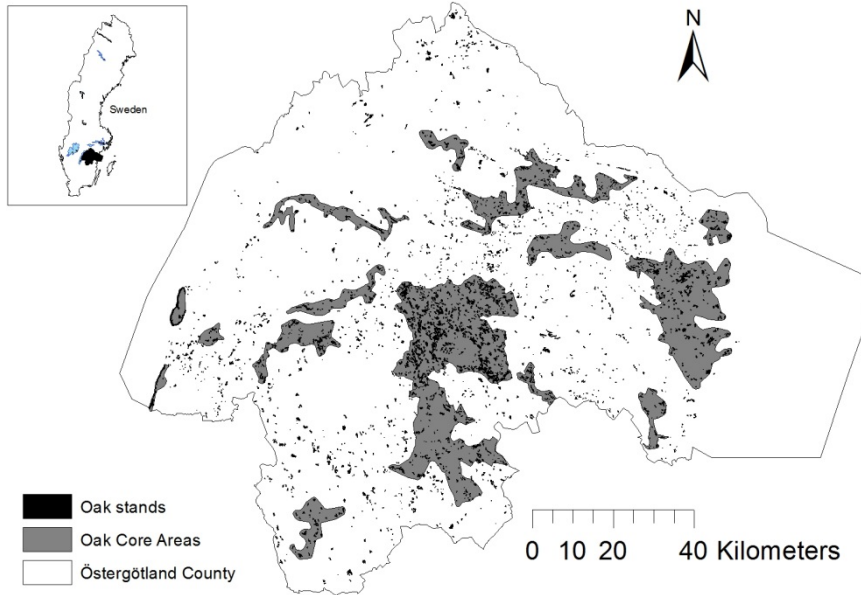 Sweden
N
Oak stands
Oak Core Areas
Östergötland County
0 10 20 40 Kilometers